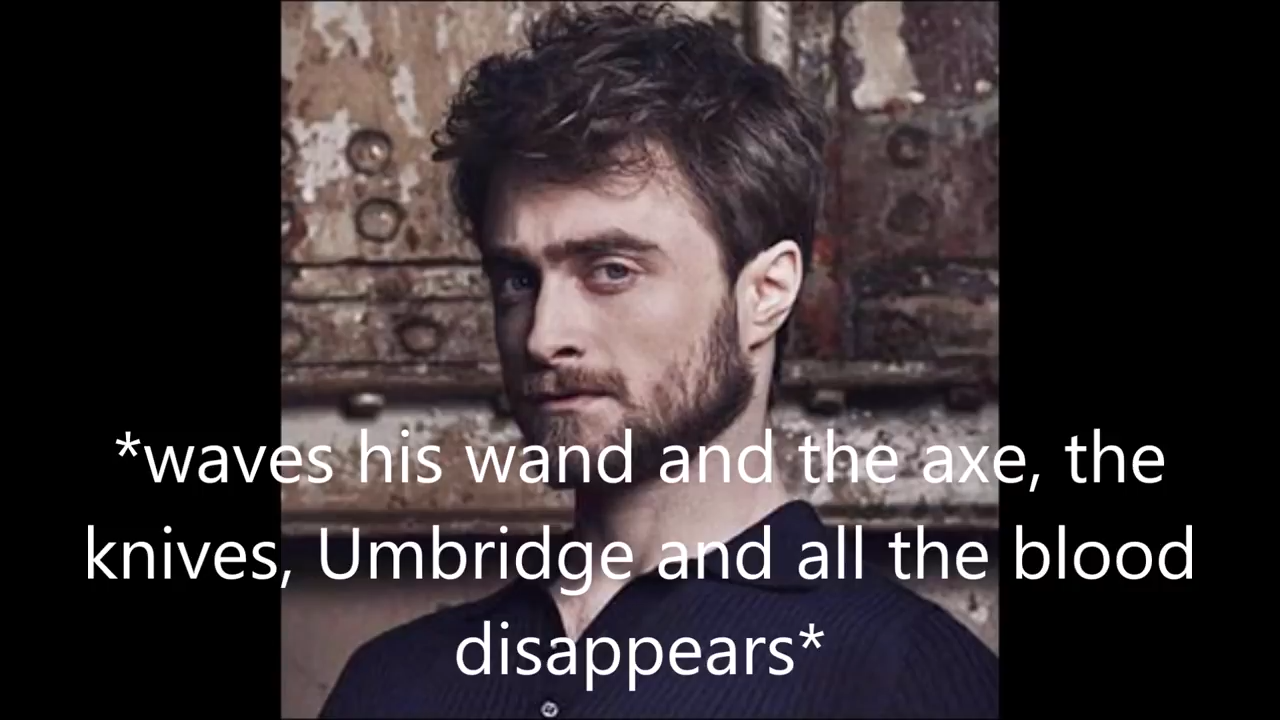 *waves his wand and the axe, the
knives, Umbridge and all the blood
disappears*